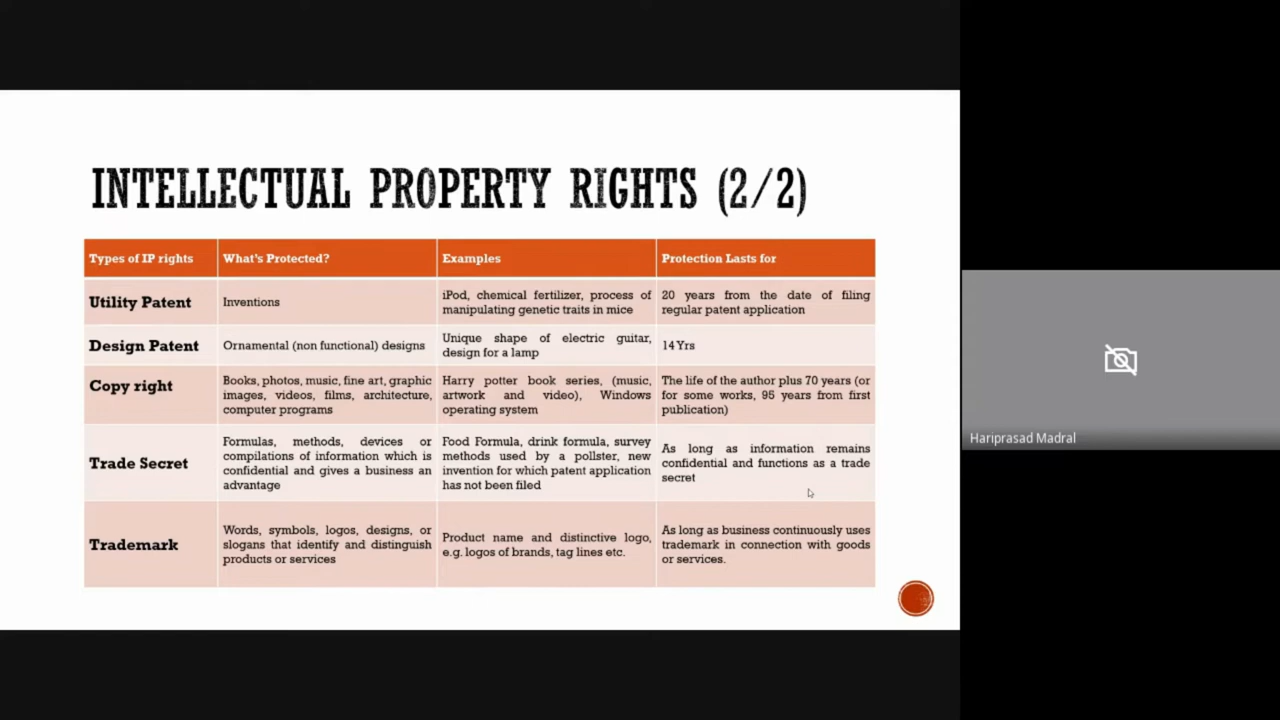 INTELLECTUAL PROPERTY RIGHTS (2/2)
Types of IP rights
What's Protected?
Examples
Protection Lasts for
Utility Patent
Inventions
iPod, chemical fertilizer, process of
manipulating genetic traits in mice
20 years from the date of filing
regular patent application
Design Patent
Ornamental (non functional) designs
Unique shape of electric guitar,
design for a lamp
14 Yrs
Copy right
Books, photos, music, fine art, graphic
images, videos, films, architecture,
computer programs
Harry potter book series, (music,
artwork and video), Windows
operating system
The life of the author plus 70 years (or
for some works, 95 years from first
publication)
Trade Secret
Formulas, methods, devices or
compilations of information which is
confidential and gives a business an
advantage
Food Formula, drink formula, survey
methods used by a pollster, new
invention for which patent application
has not been filed
As long as information remains
confidential and functions as a trade
secret
Trademark
Words, symbols, logos, designs, or
slogans that identify and distinguish
products or services
Product name and distinctive logo,
e.g. logos of brands, tag lines etc.
As long as business continuously uses
trademark in connection with goods
or services.
Hariprasad Madral